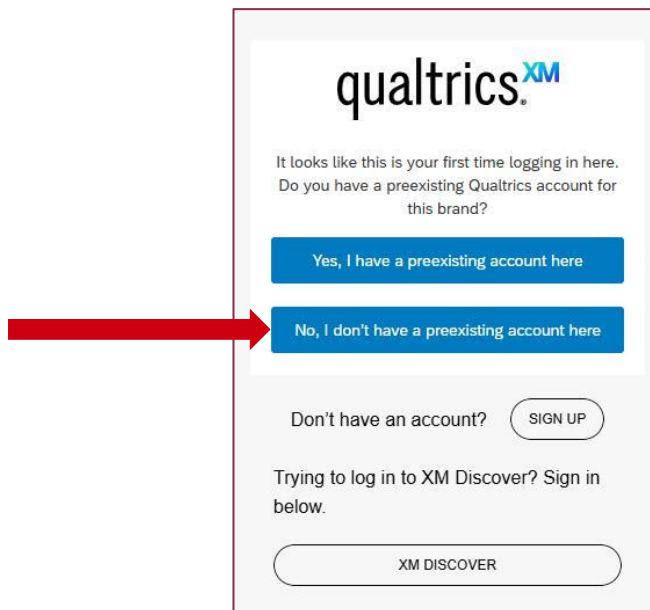 qualtrics.XM
It looks like this is your first time logging in here.
Do you have a preexisting Qualtrics account for
this brand?
Yes, I have a preexisting account here
No, I don't have a preexisting account here
Don't have an account? SIGN UP
Trying to log in to XM Discover? Sign in
below.
XM DISCOVER